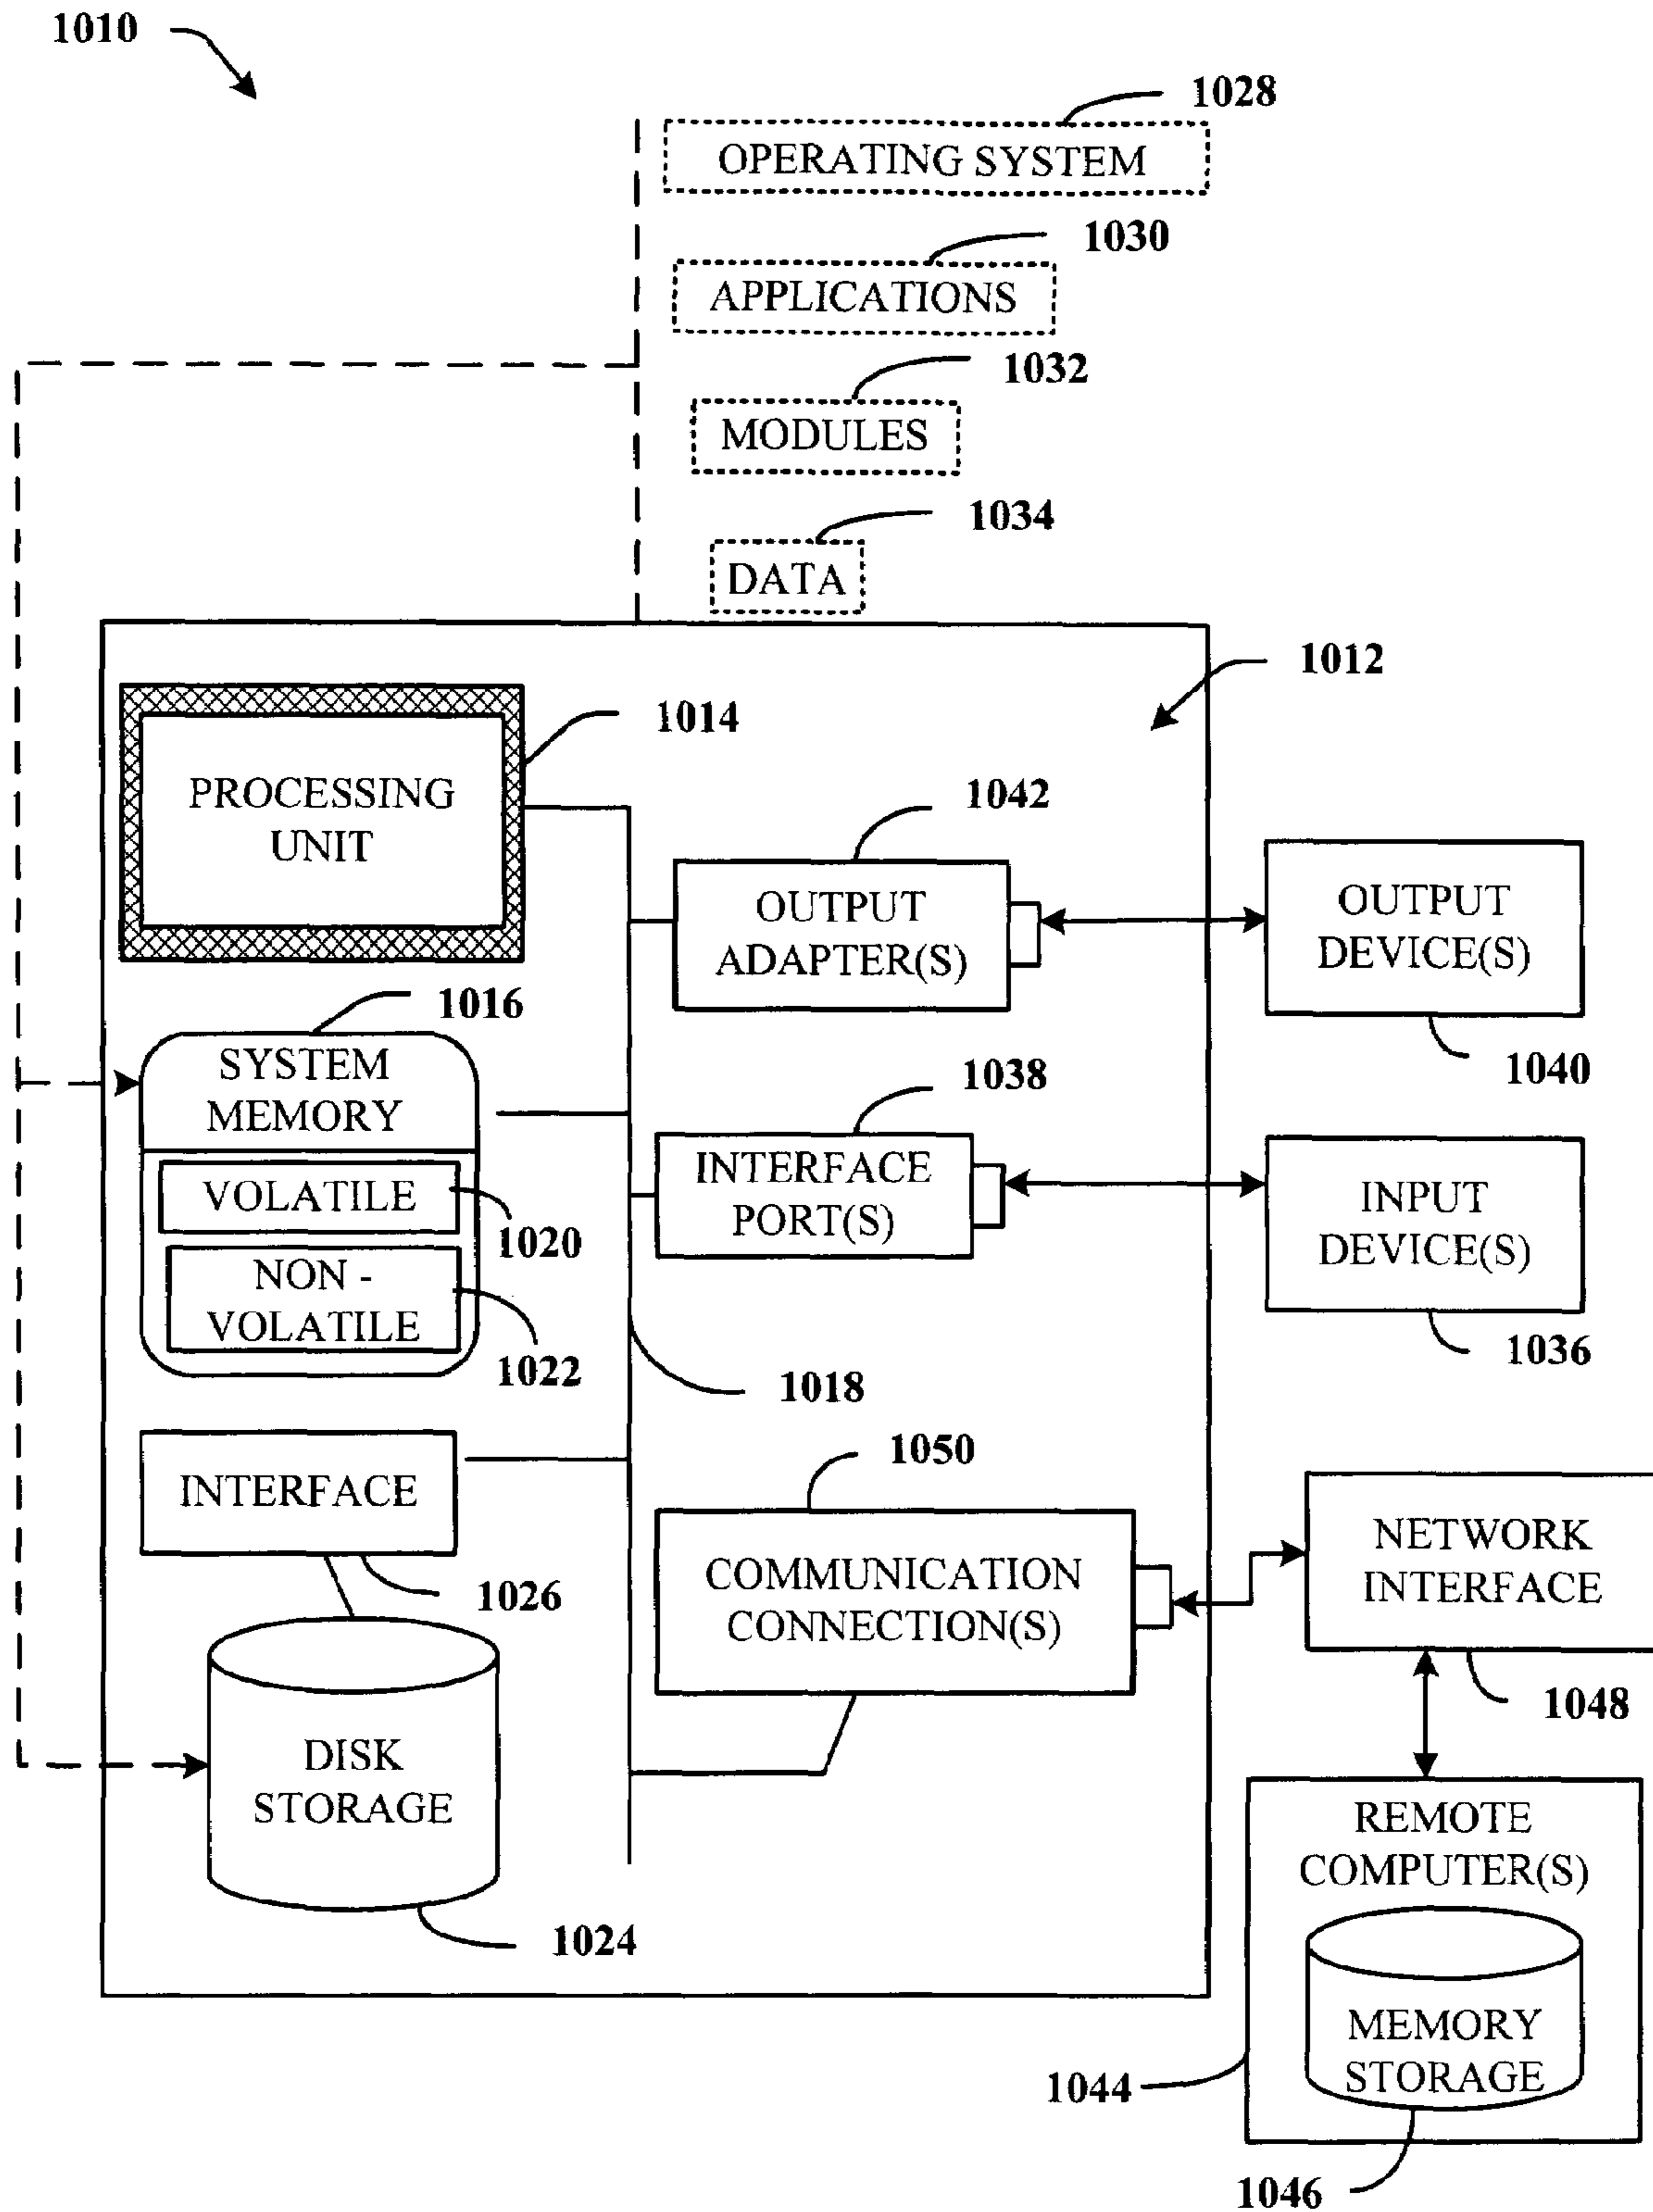 1010
1028
OPERATING SYSTEM
1030
APPLICATIONS
1032
MODULES
1034
DATA
1012
1014
PROCESSING
UNIT
1042
OUTPUT
ADAPTER(S)
OUTPUT
DEVICE(S)
1040
1016
SYSTEM
MEMORY
VOLATILE
1020
NON -
VOLATILE
1022
1038
INTERFACE
PORT(S)
INPUT
DEVICE(S)
1036
1018
INTERFACE
1026
1050
COMMUNICATION
CONNECTION(S)
NETWORK
INTERFACE
1048
DISK
STORAGE
1024
REMOTE
COMPUTER(S)
MEMORY
STORAGE
1044
1046